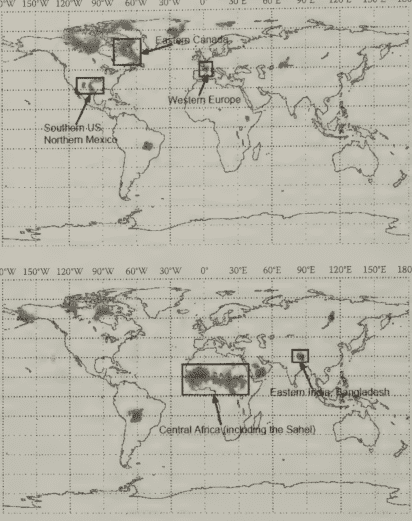 0°W 150°W 120°W 90°W 60°W 30°W 0° 30°E 60°E 90°E 120°E 150°E 180
Eastern Canada
Western Europe
Southern US,
Northern Mexico
0°W 150°W 120°W 90°W 60°W 30°W 0° 30°E 60°E 90°E 120°E 150°E 180
Eastern India, Bangladesh
Central Africa (including the Sahel)